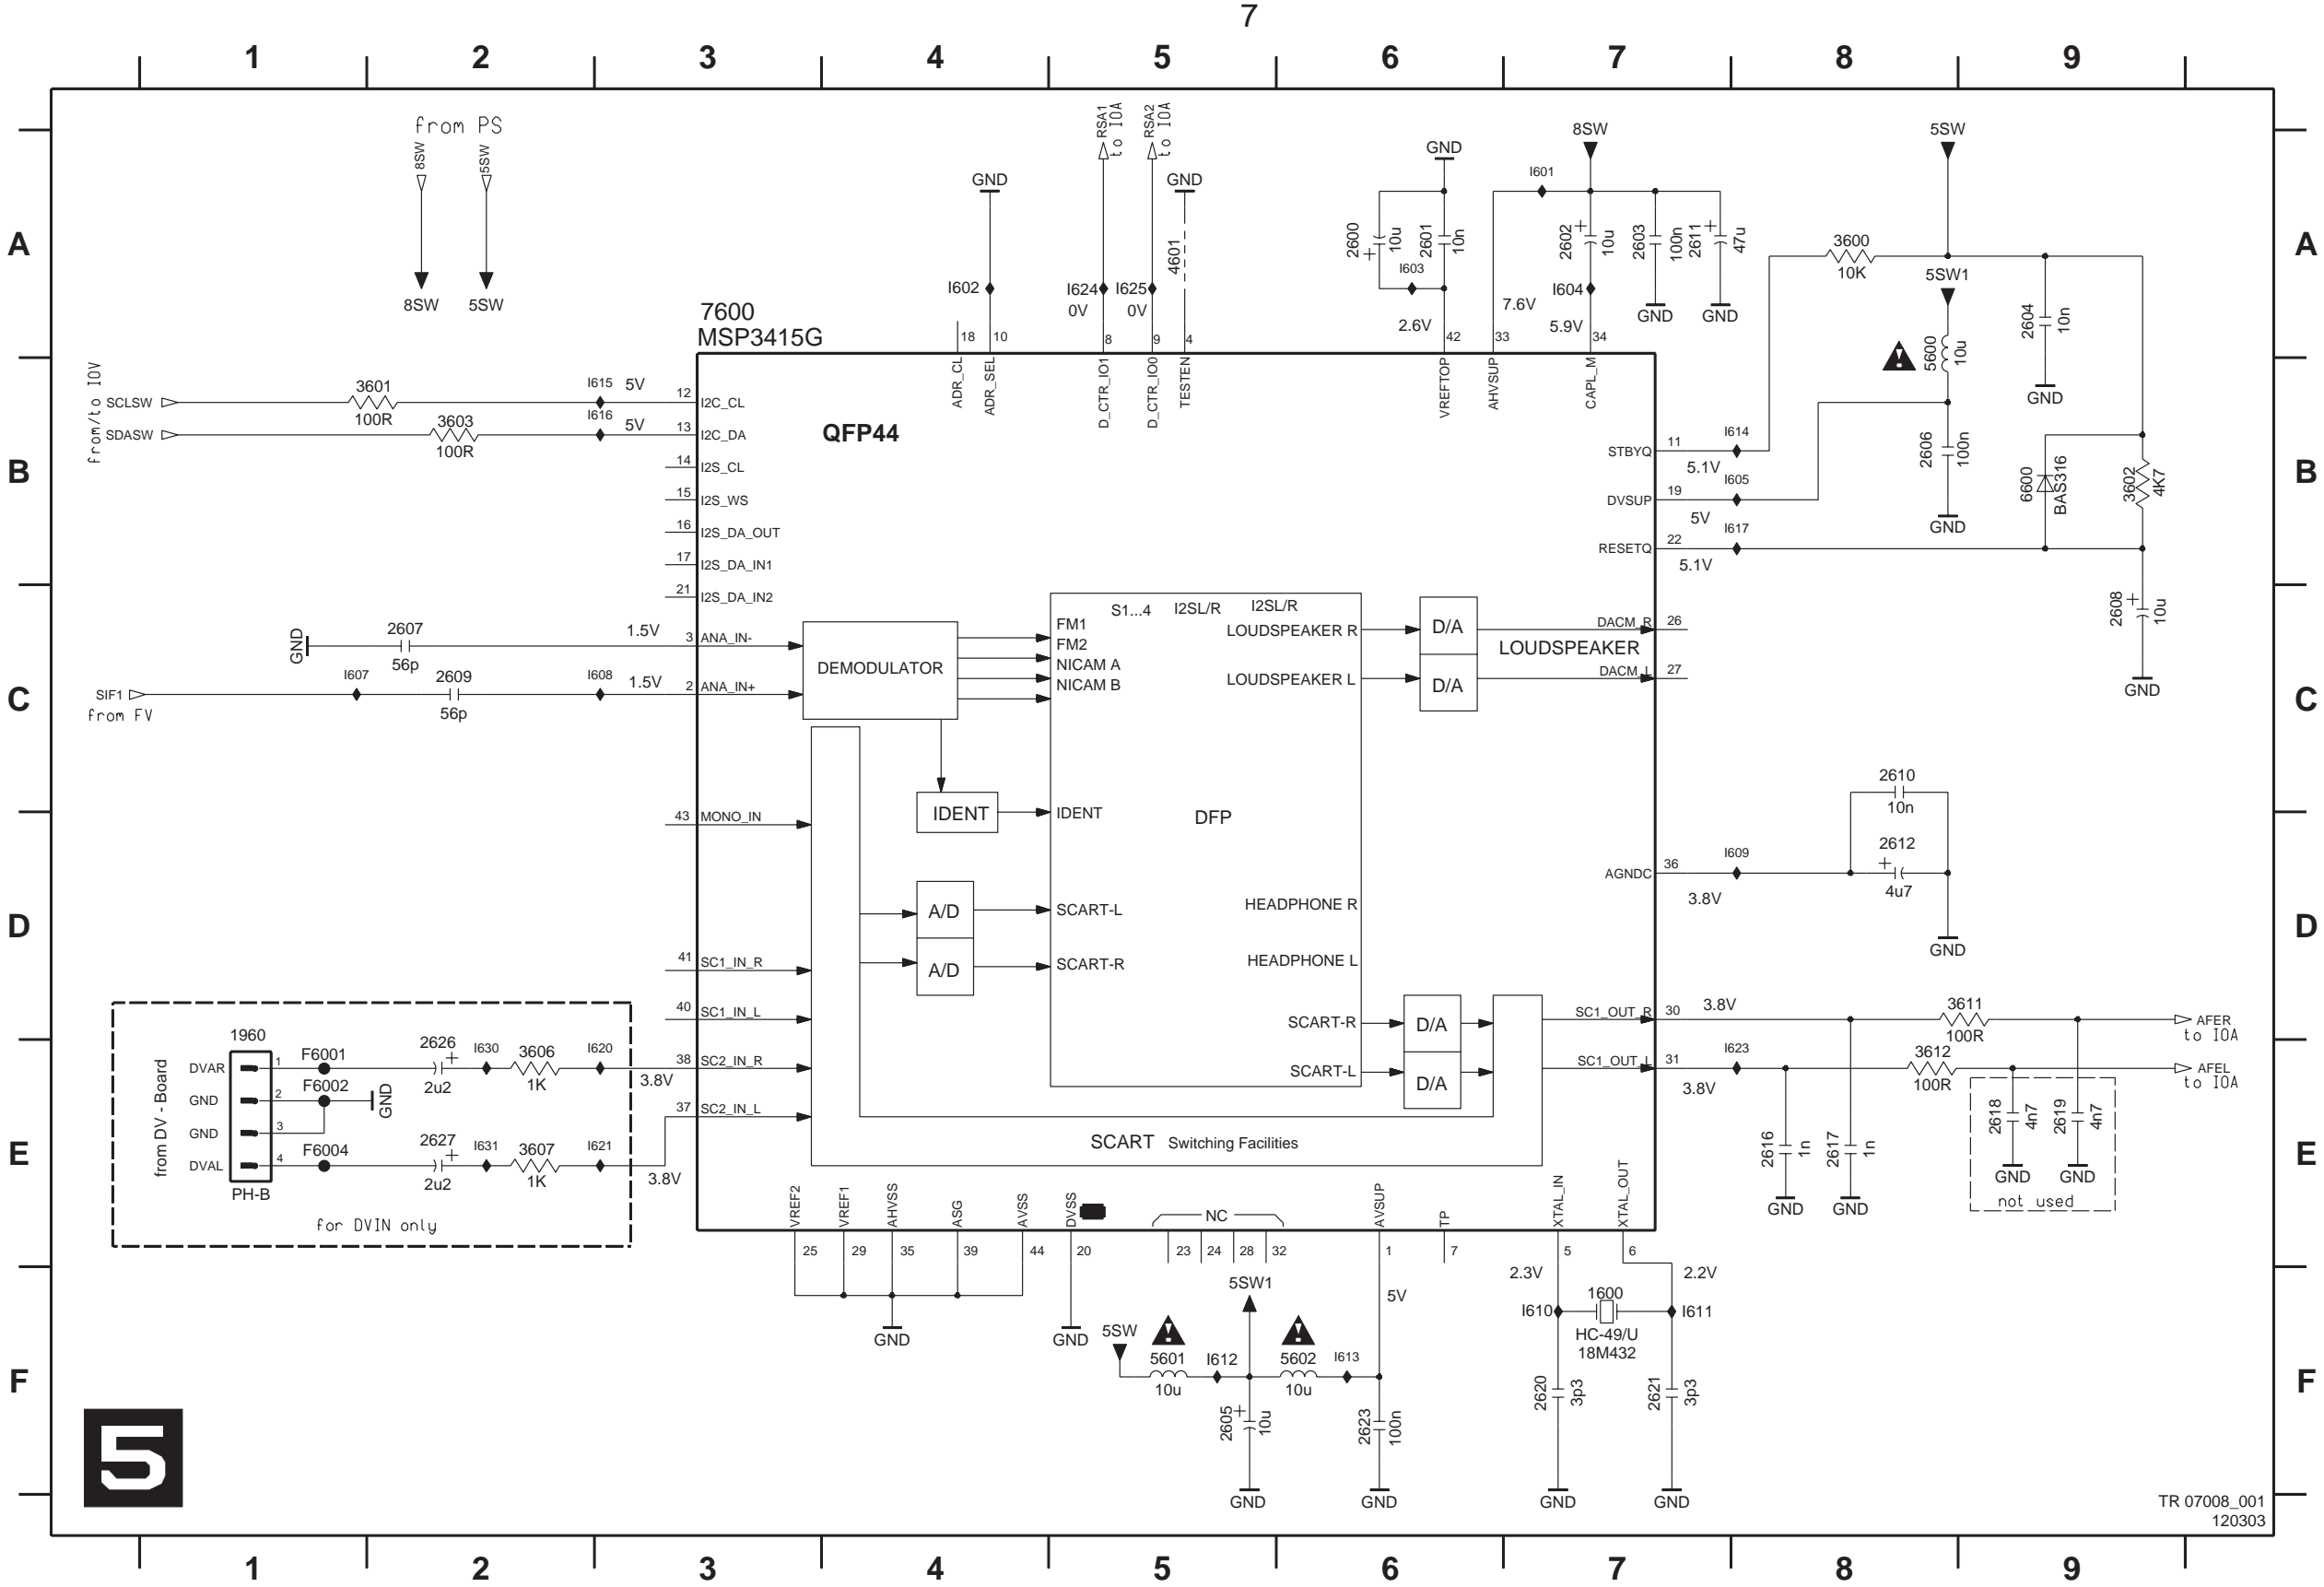 7
1 2 3 4 5 6 7 8 9
from PS
8SW
5SW
8SW
5SW
RSA1
to IOA
RSA2
to IOA
GND
GND
GND
8SW
5SW
I601
A
A
4601
2600
10u
2601
10n
I603
2602
10u
2603
100n
2611
47u
3600
10K
5SW1
I602
I624
0V
I625
0V
7.6V
I604
GND
GND
2604
10n
7600
MSP3415G
2.6V
5.9V
18
10
8
9
4
42
33
34
5600
10u
from/to IOV
SCLSW
3601
100R
I615
5V
12
I2C_CL
ADR_CL
ADR_SEL
D_CTR_IO1
D_CTR_IO0
TESTEN
VREFTOP
AHVSUP
CAPL_M
GND
SDASW
3603
100R
I616
5V
13
I2C_DA
QFP44
STBYQ
11
I614
5.1V
2606
100n
B
B
14
I2S_CL
15
I2S_WS
DVSUP
19
I605
5V
GND
6600
BAS316
3602
4K7
16
I2S_DA_OUT
17
I2S_DA_IN1
RESETQ
22
I617
5.1V
21
I2S_DA_IN2
2608
10u
GND
GND
2607
56p
1.5V
3
ANA_IN-
DEMODULATOR
S1...4
I2SL/R
I2SL/R
FM1
FM2
NICAM A
NICAM B
LOUDSPEAKER R
LOUDSPEAKER L
D/A
D/A
DACM_R
26
LOUDSPEAKER
DACM_L
27
SIF1
from FV
I607
2609
56p
I608
1.5V
2
ANA_IN+
C
C
43
MONO_IN
IDENT
IDENT
DFP
2610
10n
2612
4u7
AGNDC
36
I609
3.8V
GND
D
D
A/D
A/D
SCART-L
SCART-R
HEADPHONE R
HEADPHONE L
41
SC1_IN_R
40
SC1_IN_L
SCART-R
SCART-L
D/A
D/A
SC1_OUT_R
30
3.8V
3611
100R
AFER
to IOA
SC1_OUT_L
31
I623
3.8V
3612
100R
AFEL
to IOA
from DV - Board
1960
DVAR
1
F6001
2626
2u2
I630
3606
1K
I620
3.8V
38
SC2_IN_R
GND
2
F6002
GND
37
SC2_IN_L
GND
3
DVAL
4
F6004
2627
2u2
I631
3607
1K
I621
3.8V
PH-B
for DVIN only
E
E
SCART Switching Facilities
2616
1n
2617
1n
2618
4n7
2619
4n7
GND
GND
GND
GND
not used
VREF2
VREF1
AHVSS
ASG
AVSS
DVSS
NC
AVSUP
TP
XTAL_IN
XTAL_OUT
25
29
35
39
44
20
23
24
28
32
1
7
5
6
GND
GND
5SW
5601
10u
I612
5SW1
5602
10u
I613
5V
2.3V
2.2V
I610
1600
I611
HC-49/U
18M432
F
F
2605
10u
2623
100n
2620
3p3
2621
3p3
GND
GND
GND
GND
5
TR 07008_001
120303
1 2 3 4 5 6 7 8 9